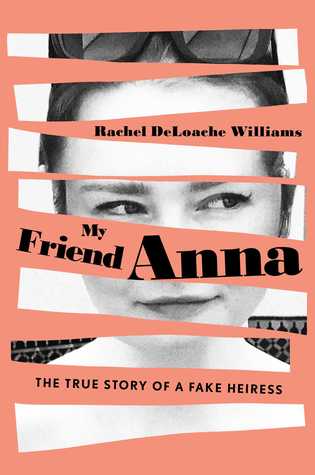 Rachel DeLoache Williams
My
Friend Anna
THE TRUE STORY OF A FAKE HEIRESS